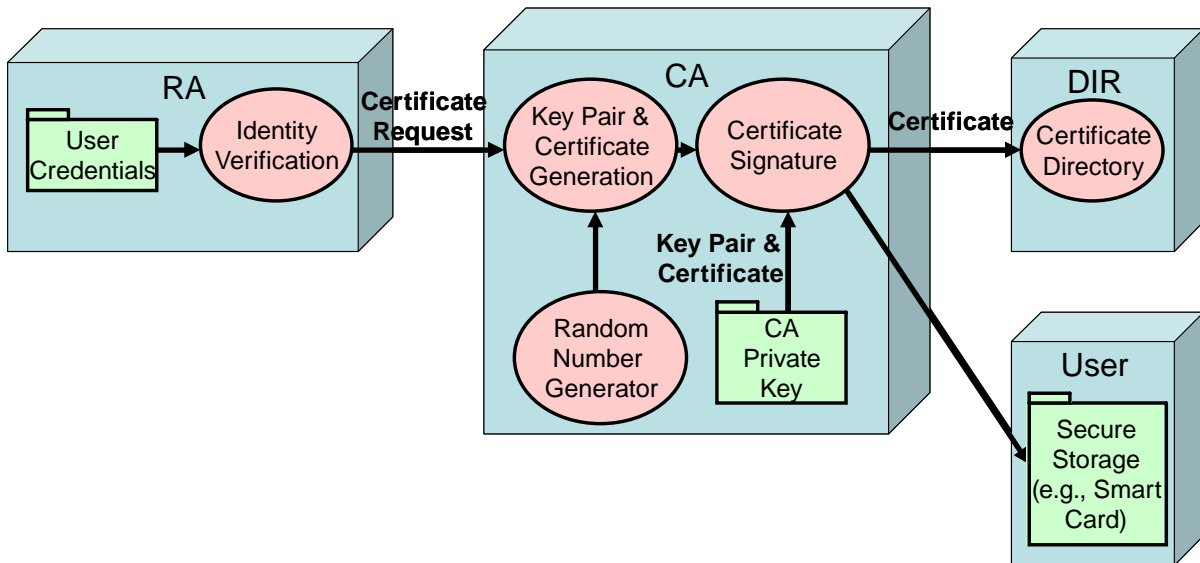 RA
User
Credentials
Identity
Verification
Certificate
Request
CA
Key Pair &
Certificate
Generation
Certificate
Signature
Key Pair &
Certificate
Random
Number
Generator
CA
Private
Key
Certificate
DIR
Certificate
Directory
User
Secure
Storage
(e.g., Smart
Card)